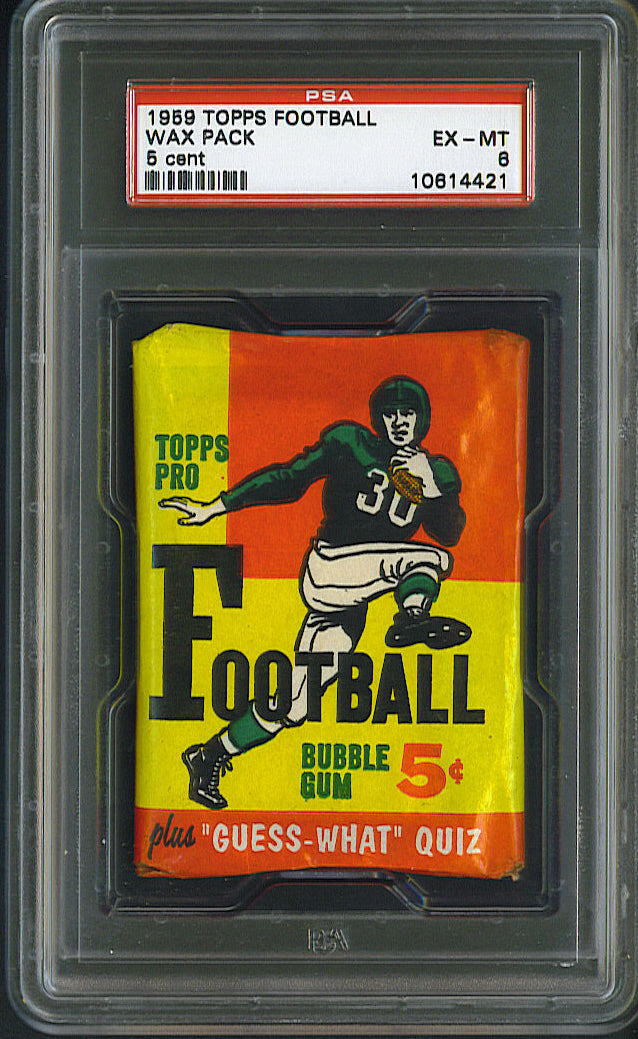 PSA
1959 TOPPS FOOTBALL
WAX PACK EX-MT
5 cent 6
10614421
TOPPS
PRO
30
FOOTBALL
BUBBLE
GUM 5¢
plus "GUESS-WHAT" QUIZ
PSA